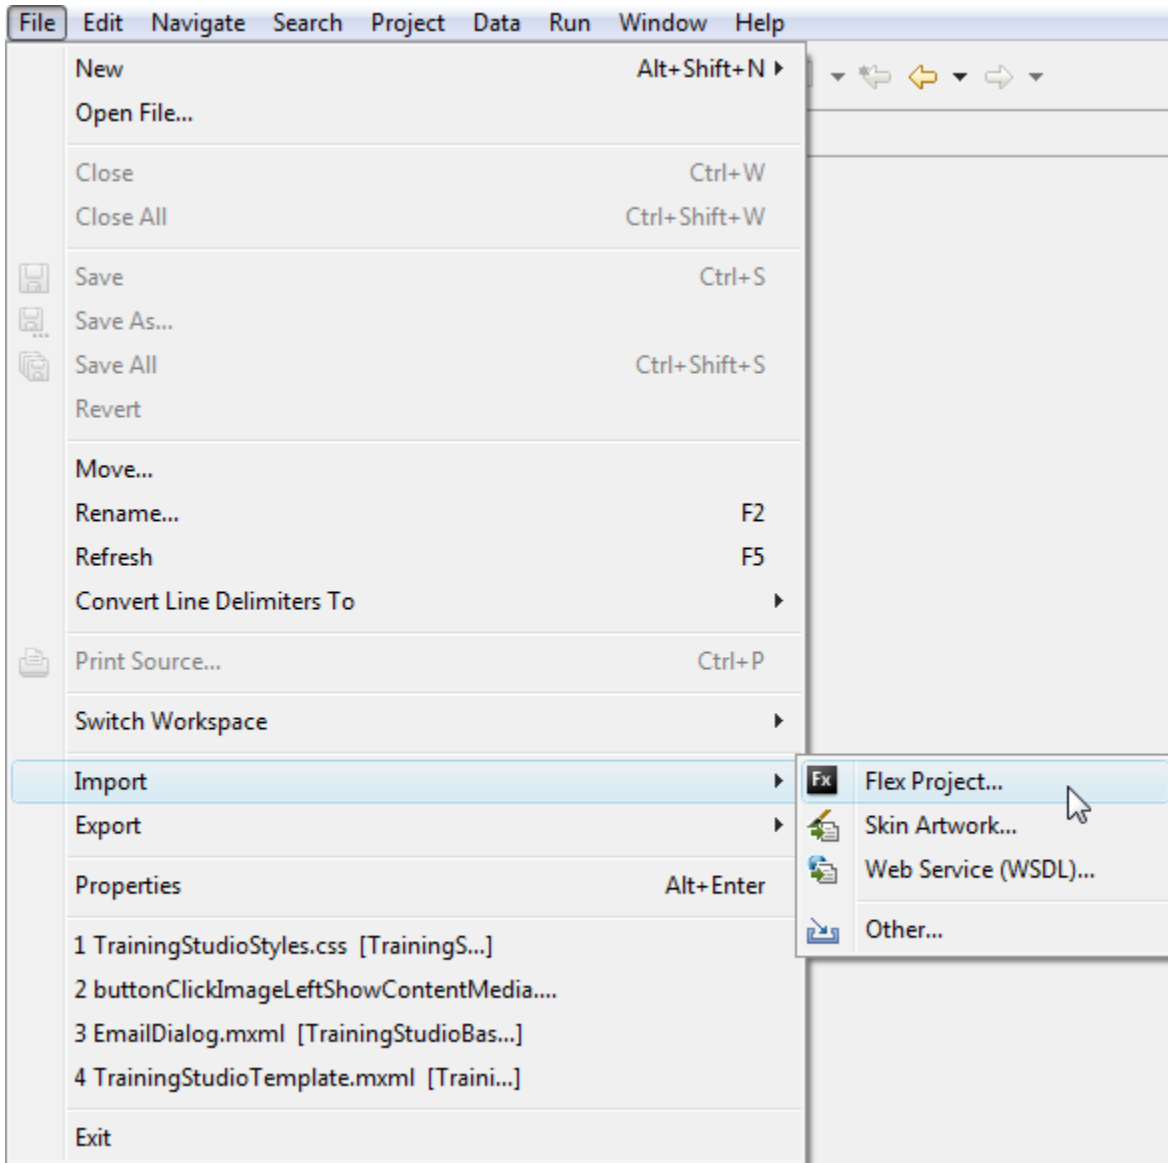 File Edit Navigate Search Project Data Run Window Help
New Alt+Shift+N
Open File...
Close Ctrl+W
Close All Ctrl+Shift+W
Save Ctrl+S
Save As...
Save All Ctrl+Shift+S
Revert
Move...
Rename... F2
Refresh F5
Convert Line Delimiters To
Print Source... Ctrl+P
Switch Workspace
Import Fx Flex Project...
Export Skin Artwork...
Web Service (WSDL)...
Properties Alt+Enter
Other...
1 TrainingStudioStyles.css [TrainingS...]
2 buttonClickImageLeftShowContentMedia....
3 EmailDialog.mxml [TrainingStudioBas...]
4 TrainingStudioTemplate.mxml [Traini...]
Exit